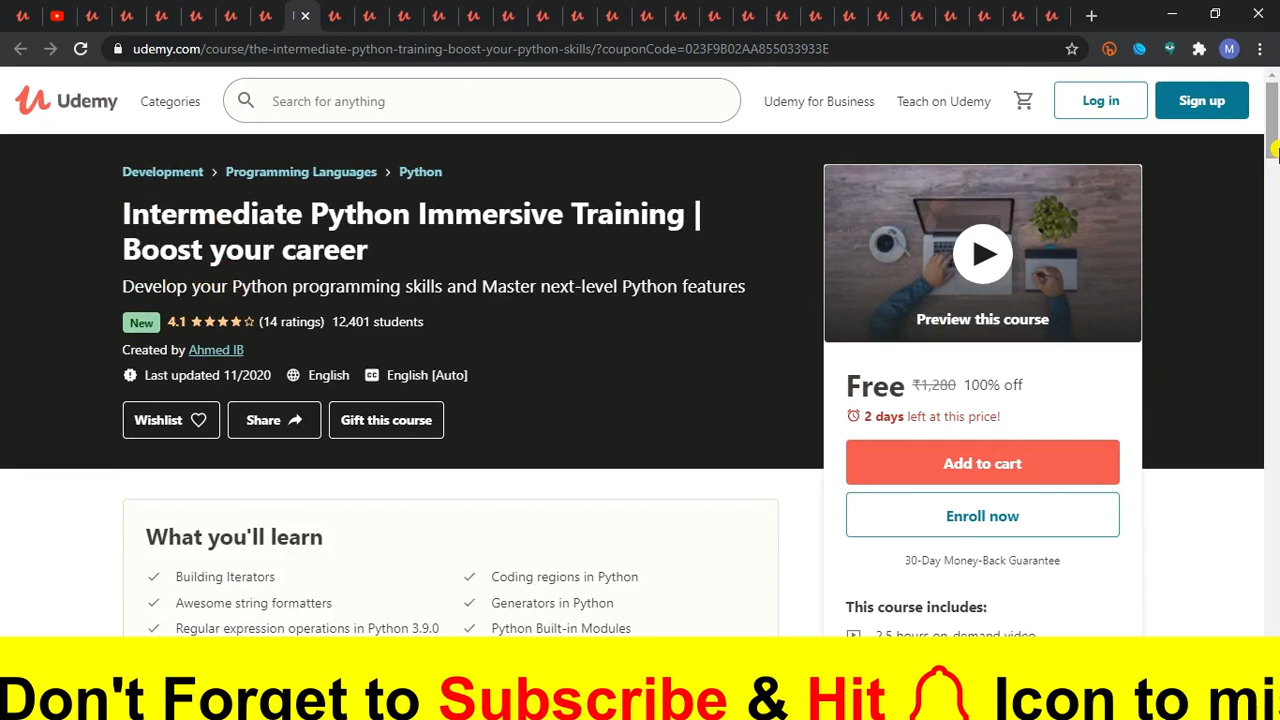 udemy.com/course/the-intermediate-python-training-boost-your-python-skills/?couponCode=023F9B02AA855033933E
M
Udemy
Categories
Search for anything
Udemy for Business
Teach on Udemy
Log in
Sign up
Development > Programming Languages > Python
Intermediate Python Immersive Training |
Boost your career
Develop your Python programming skills and Master next-level Python features
New 4.1 (14 ratings) 12,401 students
Created by Ahmed IB
Last updated 11/2020 English CC English [Auto]
Wishlist
Share
Gift this course
Preview this course
Free ₹1,280 100% off
2 days left at this price!
Add to cart
Enroll now
30-Day Money-Back Guarantee
This course includes:
2.5 hours on-demand video
What you'll learn
Building Iterators
Coding regions in Python
Awesome string formatters
Generators in Python
Regular expression operations in Python 3.9.0
Python Built-in Modules
Don't Forget to Subscribe & Hit Icon to mi